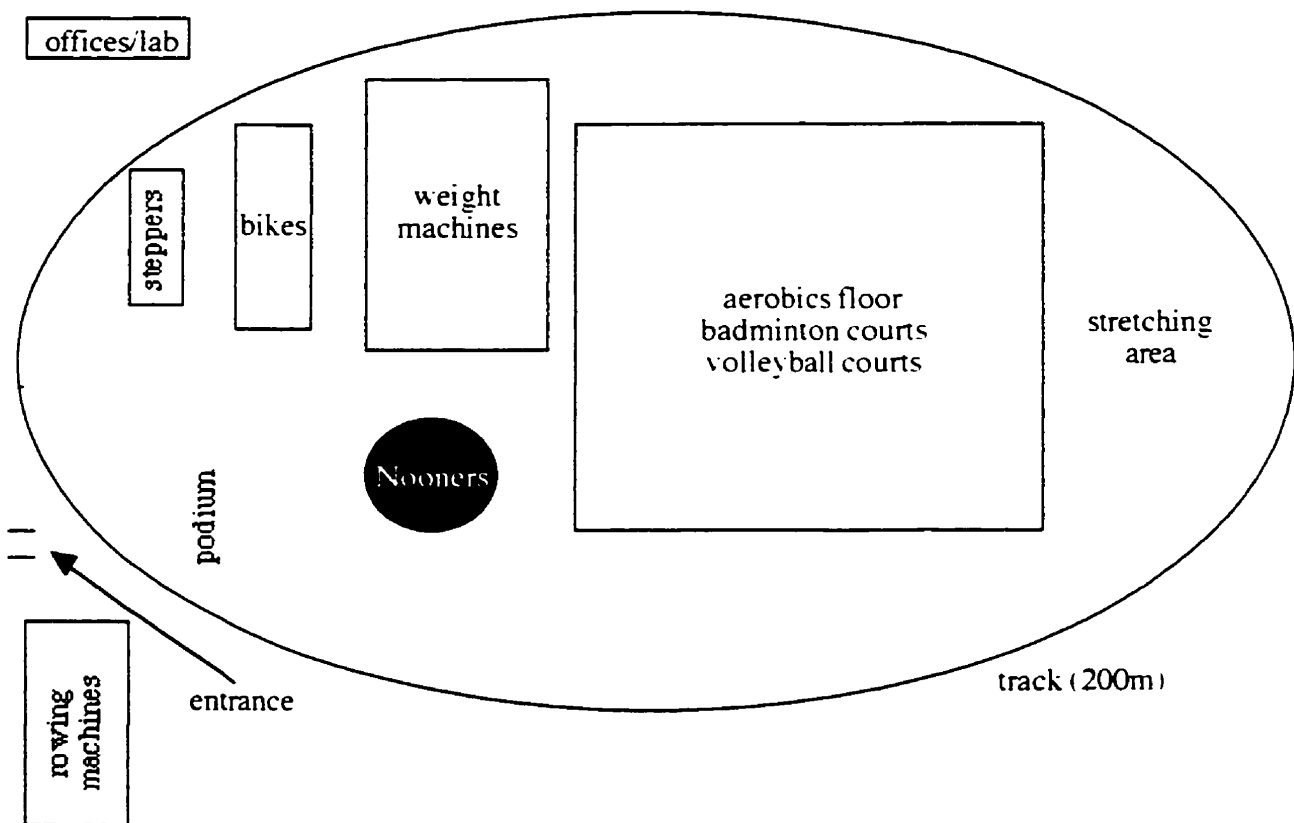 offices/lab
steppers
bikes
weight
machines
aerobics floor
badminton courts
volleyball courts
stretching
area
Nooners
podium
entrance
track (200m)
rowing
machines